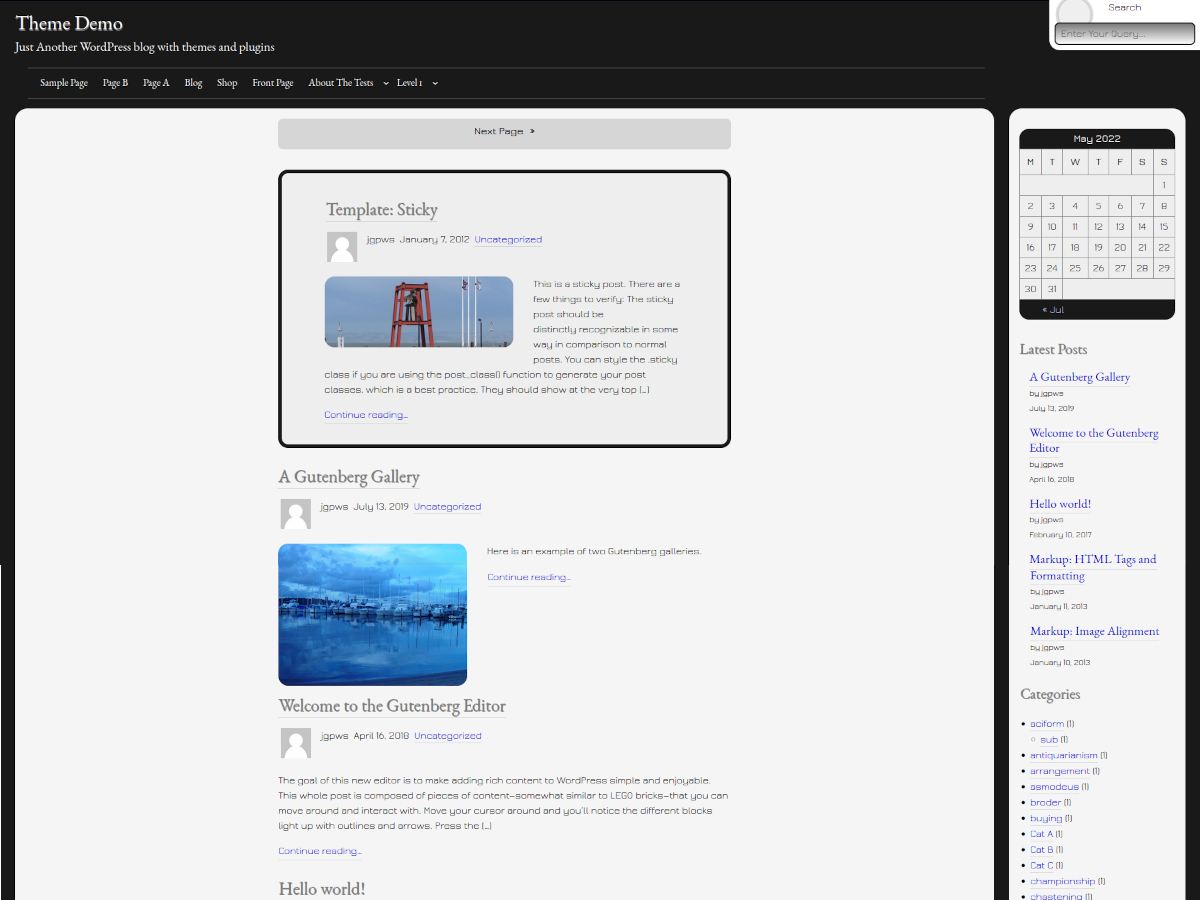 Theme Demo
Just Another WordPress blog with themes and plugins
Search
Enter Your Query...
Sample Page Page B Page A Blog Shop Front Page About The Tests Level 1
Next Page »
Template: Sticky
jgpws January 7, 2012 Uncategorized
This is a sticky post. There are a
few things to verify: The sticky
post should be
distinctly recognizable in some
way in comparison to normal
posts. You can style the .sticky
class if you are using the post_class() function to generate your post
classes, which is a best practice. They should show at the very top [...]
Continue reading...
A Gutenberg Gallery
jgpws July 13, 2019 Uncategorized
Here is an example of two Gutenberg galleries.
Continue reading...
Welcome to the Gutenberg Editor
jgpws April 16, 2018 Uncategorized
The goal of this new editor is to make adding rich content to WordPress simple and enjoyable.
This whole post is composed of pieces of content—somewhat similar to LEGO bricks—that you can
move around and interact with. Move your cursor around and you'll notice the different blocks
light up with outlines and arrows. Press the [...]
Continue reading...
Hello world!
May 2022
M T W T F S S
1
2 3 4 5 6 7 8
9 10 11 12 13 14 15
16 17 18 19 20 21 22
23 24 25 26 27 28 29
30 31
« Jul
Latest Posts
A Gutenberg Gallery
by jgpws
July 13, 2019
Welcome to the Gutenberg
Editor
by jgpws
April 16, 2018
Hello world!
by jgpws
February 10, 2017
Markup: HTML Tags and
Formatting
by jgpws
January 11, 2013
Markup: Image Alignment
by jgpws
January 10, 2013
Categories
aciform (1)
sub (1)
antiquarianism (1)
arrangement (1)
asmodeus (1)
broder (1)
buying (1)
Cat A (1)
Cat B (1)
Cat C (1)
championship (1)
chastening (1)